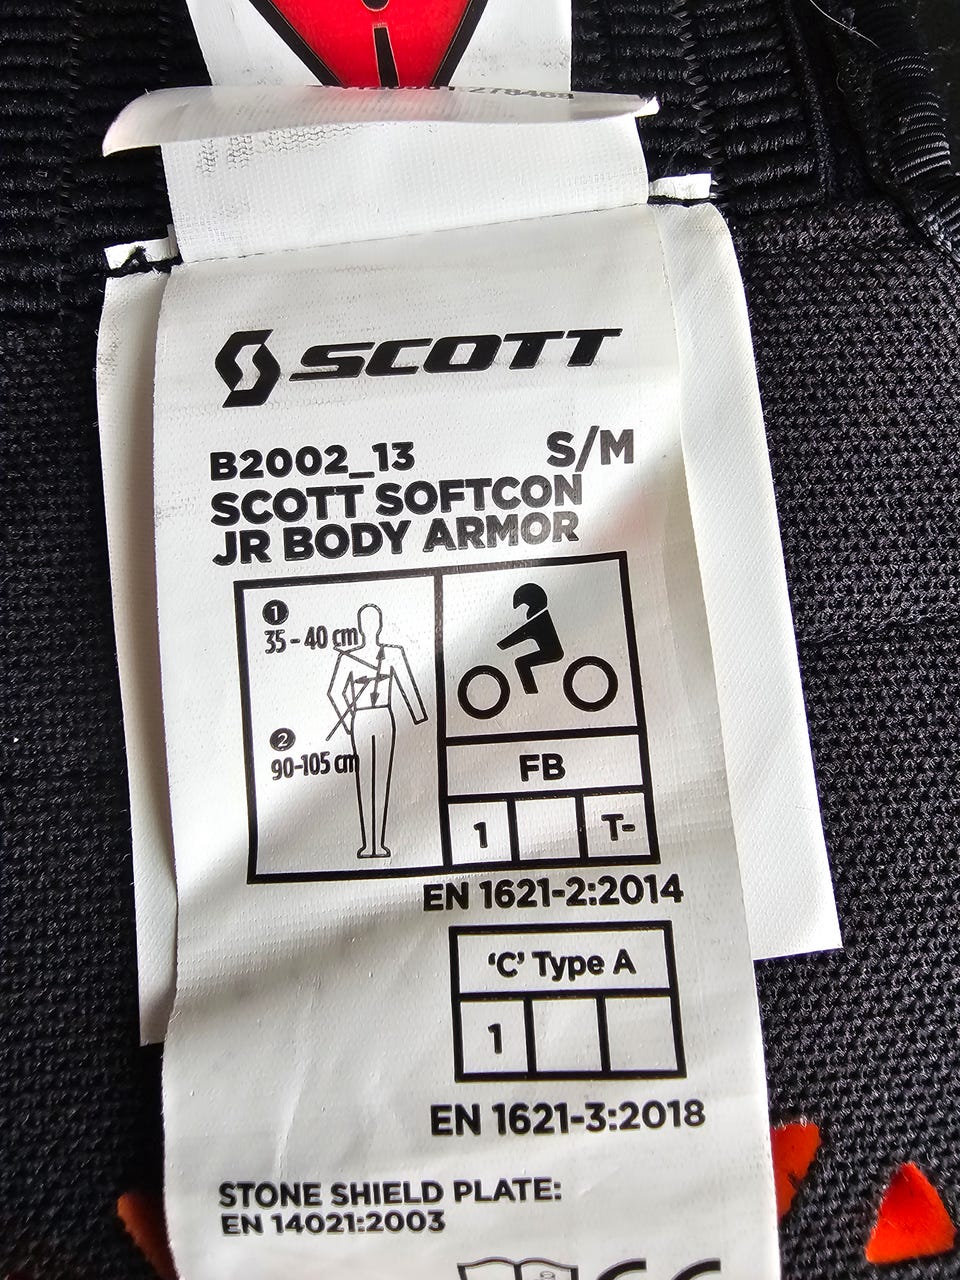 SCOTT
B2002_13 S/M
SCOTT SOFTCON
JR BODY ARMOR
1
35 - 40 cm
2
90-105 cm
FB
1 T-
EN 1621-2:2014
'C' Type A
1
EN 1621-3:2018
STONE SHIELD PLATE:
EN 14021:2003